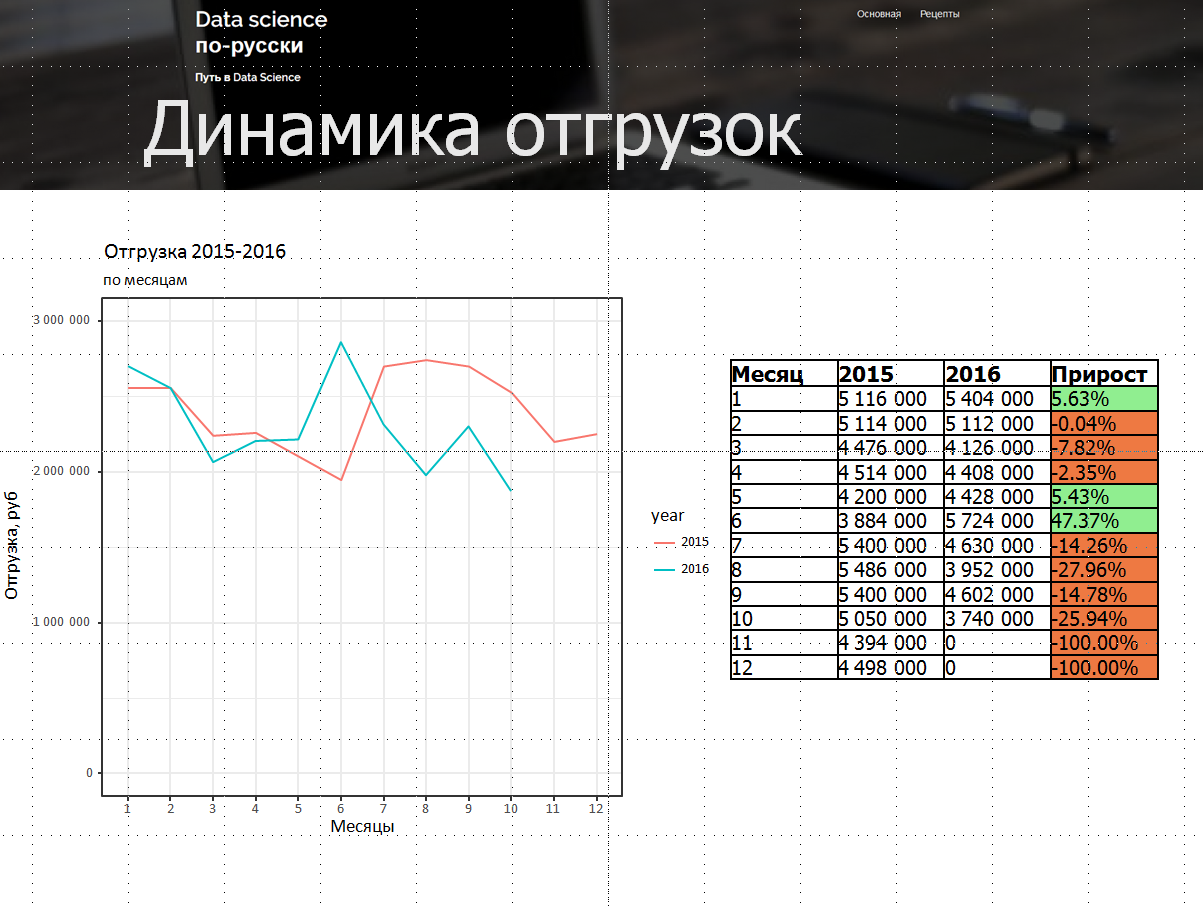 Data science
по-русски
Путь в Data Science
Основная Рецепты
Динамика отгрузок
Отгрузка 2015-2016
по месяцам
3 000 000
2 000 000
1 000 000
0
Отгрузка, руб
1 2 3 4 5 6 7 8 9 10 11 12
Месяцы
year
2015
2016
Месяц 2015 2016 Прирост
1 5 116 000 5 404 000 5.63%
2 5 114 000 5 112 000 -0.04%
3 4 476 000 4 126 000 -7.82%
4 4 514 000 4 408 000 -2.35%
5 4 200 000 4 428 000 5.43%
6 3 884 000 5 724 000 47.37%
7 5 400 000 4 630 000 -14.26%
8 5 486 000 3 952 000 -27.96%
9 5 400 000 4 602 000 -14.78%
10 5 050 000 3 740 000 -25.94%
11 4 394 000 0 -100.00%
12 4 498 000 0 -100.00%